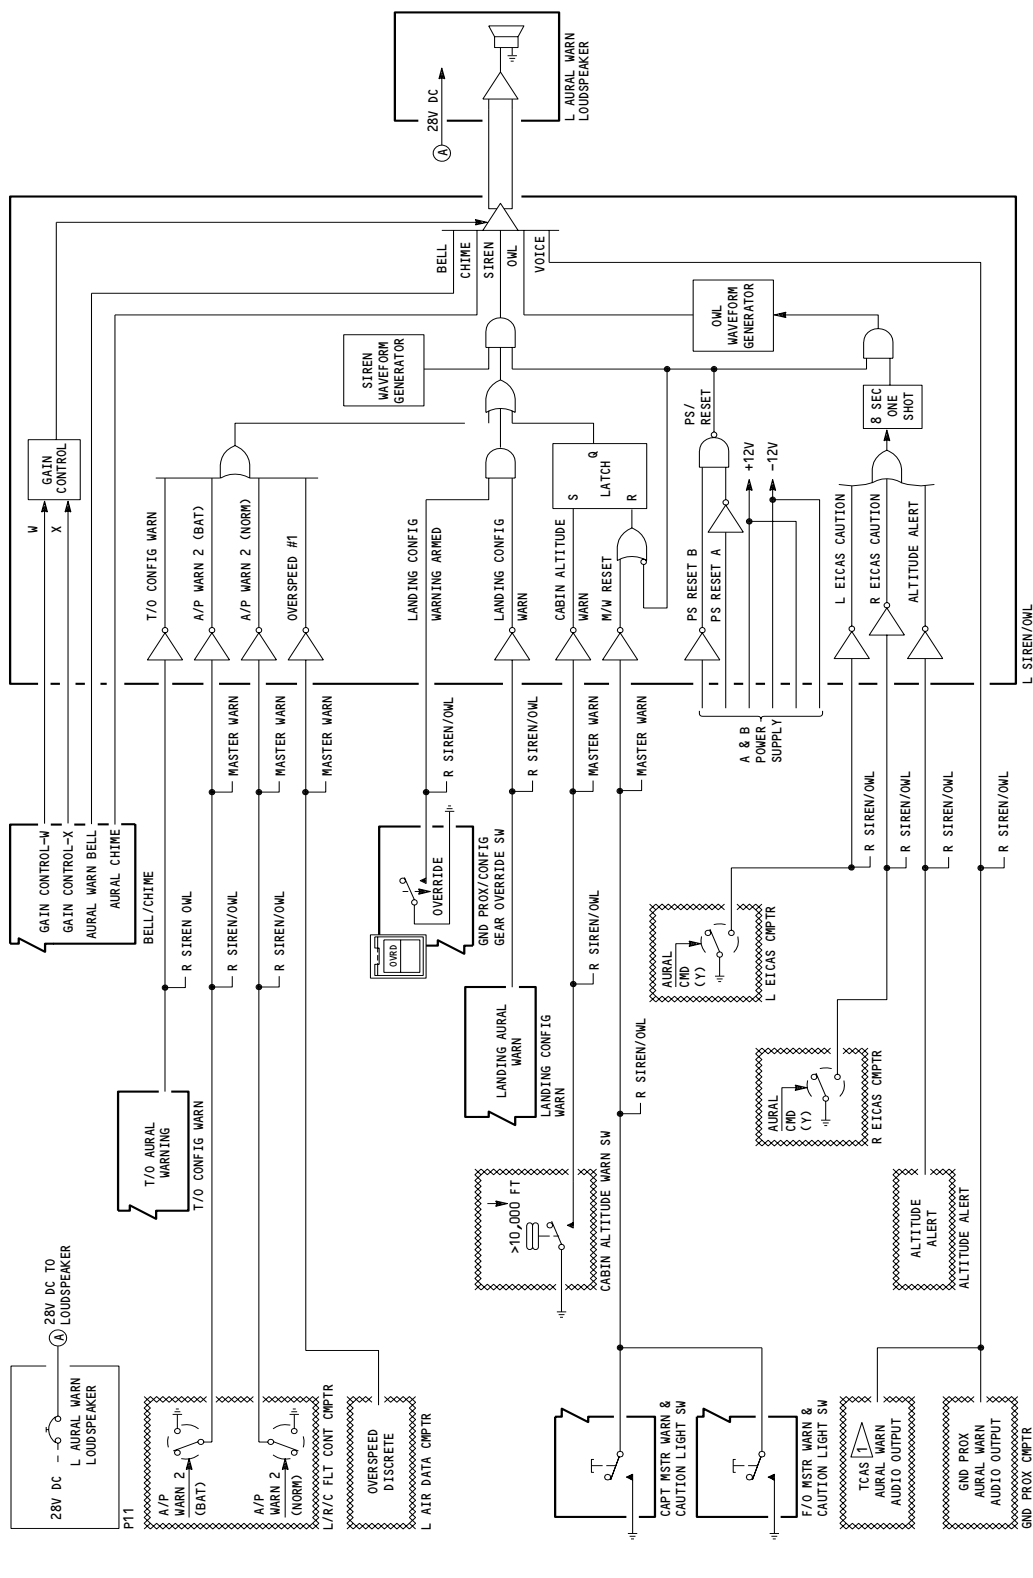 28V DC
A
L AURAL WARN
LOUDSPEAKER
BELL
CHIME
SIREN
OWL
VOICE
GAIN
CONTROL
W
X
SIREN
WAVEFORM
GENERATOR
OWL
WAVEFORM
GENERATOR
8 SEC
ONE
SHOT
PS/
RESET
+12V
-12V
Q
LATCH
S
R
T/O CONFIG WARN
A/P WARN 2 (BAT)
A/P WARN 2 (NORM)
OVERSPEED #1
LANDING CONFIG
WARNING ARMED
LANDING CONFIG
WARN
CABIN ALTITUDE
WARN
M/W RESET
PS RESET B
PS RESET A
L EICAS CAUTION
R EICAS CAUTION
ALTITUDE ALERT
L SIREN/OWL
GAIN CONTROL-W
GAIN CONTROL-X
AURAL WARN BELL
AURAL CHIME
BELL/CHIME
MASTER WARN
MASTER WARN
MASTER WARN
R SIREN/OWL
R SIREN/OWL
MASTER WARN
MASTER WARN
A & B
POWER
SUPPLY
R SIREN/OWL
R SIREN/OWL
R SIREN/OWL
R SIREN/OWL
R SIREN OWL
R SIREN/OWL
R SIREN/OWL
OVRD
OVERRIDE
GND PROX/CONFIG
GEAR OVERRIDE SW
R SIREN/OWL
LANDING AURAL
WARN
LANDING CONFIG
WARN
R SIREN/OWL
AURAL
CMD
(Y)
L EICAS CMPTR
AURAL
CMD
(Y)
R EICAS CMPTR
T/O AURAL
WARNING
T/O CONFIG WARN
>10,000 FT
CABIN ALTITUDE WARN SW
ALTITUDE
ALERT
ALTITUDE ALERT
28V DC
L AURAL WARN
LOUDSPEAKER
P11
A
28V DC TO
LOUDSPEAKER
A/P
WARN 2
(BAT)
A/P
WARN 2
(NORM)
L/R/C FLT CONT CMPTR
OVERSPEED
DISCRETE
L AIR DATA CMPTR
CAPT MSTR WARN &
CAUTION LIGHT SW
F/O MSTR WARN &
CAUTION LIGHT SW
TCAS 1
AURAL WARN
AUDIO OUTPUT
GND PROX
AURAL WARN
AUDIO OUTPUT
GND PROX CMPTR